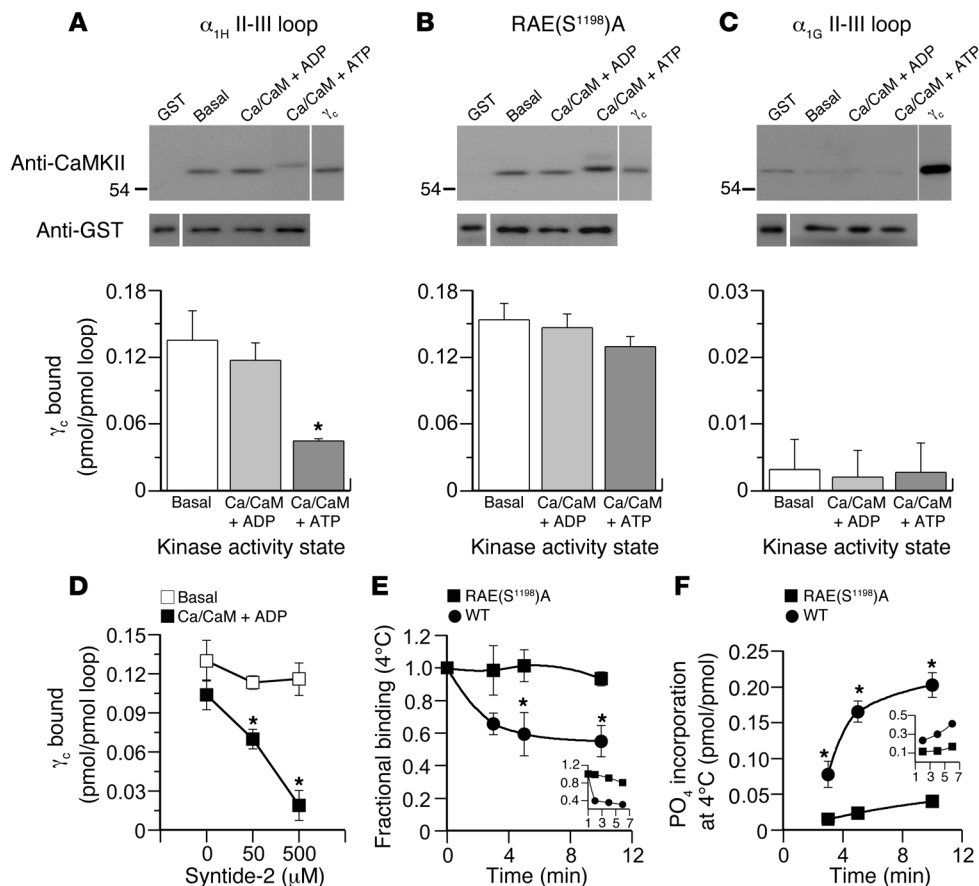 A α1H II-III loop
GST Basal Ca/CaM + ADP Ca/CaM + ATP γc
Anti-CaMKII
54
Anti-GST
0.18
0.12
0.06
0
γc bound
(pmol/pmol loop)
Basal Ca/CaM + ADP Ca/CaM + ATP
Kinase activity state
B RAE(S1198)A
GST Basal Ca/CaM + ADP Ca/CaM + ATP γc
54
0.18
0.12
0.06
0
Basal Ca/CaM + ADP Ca/CaM + ATP
Kinase activity state
C α1G II-III loop
GST Basal Ca/CaM + ADP Ca/CaM + ATP γc
54
0.03
0.02
0.01
0
Basal Ca/CaM + ADP Ca/CaM + ATP
Kinase activity state
D
Basal
Ca/CaM + ADP
0.15
0.12
0.09
0.06
0.03
0
γc bound
(pmol/pmol loop)
* *
0 50 500
Syntide-2 (μM)
E
RAE(S1198)A
WT
1.2
1.0
0.8
0.6
0.4
0.2
0
Fractional binding (4°C)
* *
1.2
0.8
0.4
1 3 5 7
0 4 8 12
Time (min)
F
RAE(S1198)A
WT
0.25
0.20
0.15
0.10
0.05
0
PO4 incorporation
at 4°C (pmol/pmol)
* * *
0.5
0.3
0.1
1 3 5 7
0 4 8 12
Time (min)